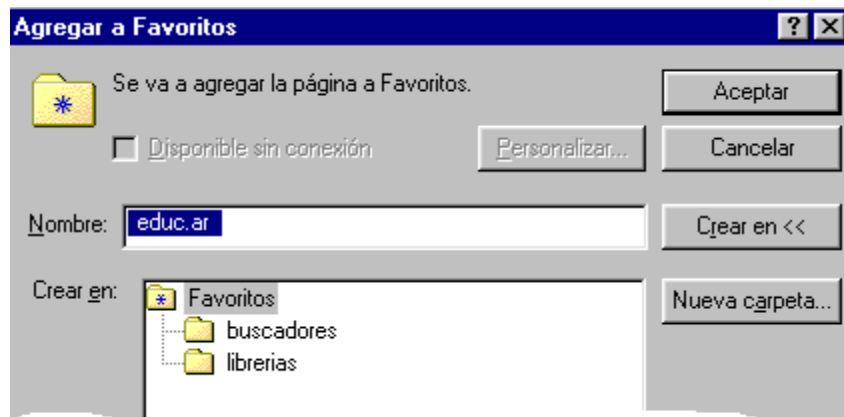 Agregar a Favoritos
Se va a agregar la página a Favoritos.
Aceptar
Disponible sin conexión
Personalizar...
Cancelar
Nombre:
educ.ar
Crear en <<
Crear en:
Favoritos
Nueva carpeta...
buscadores
librerias